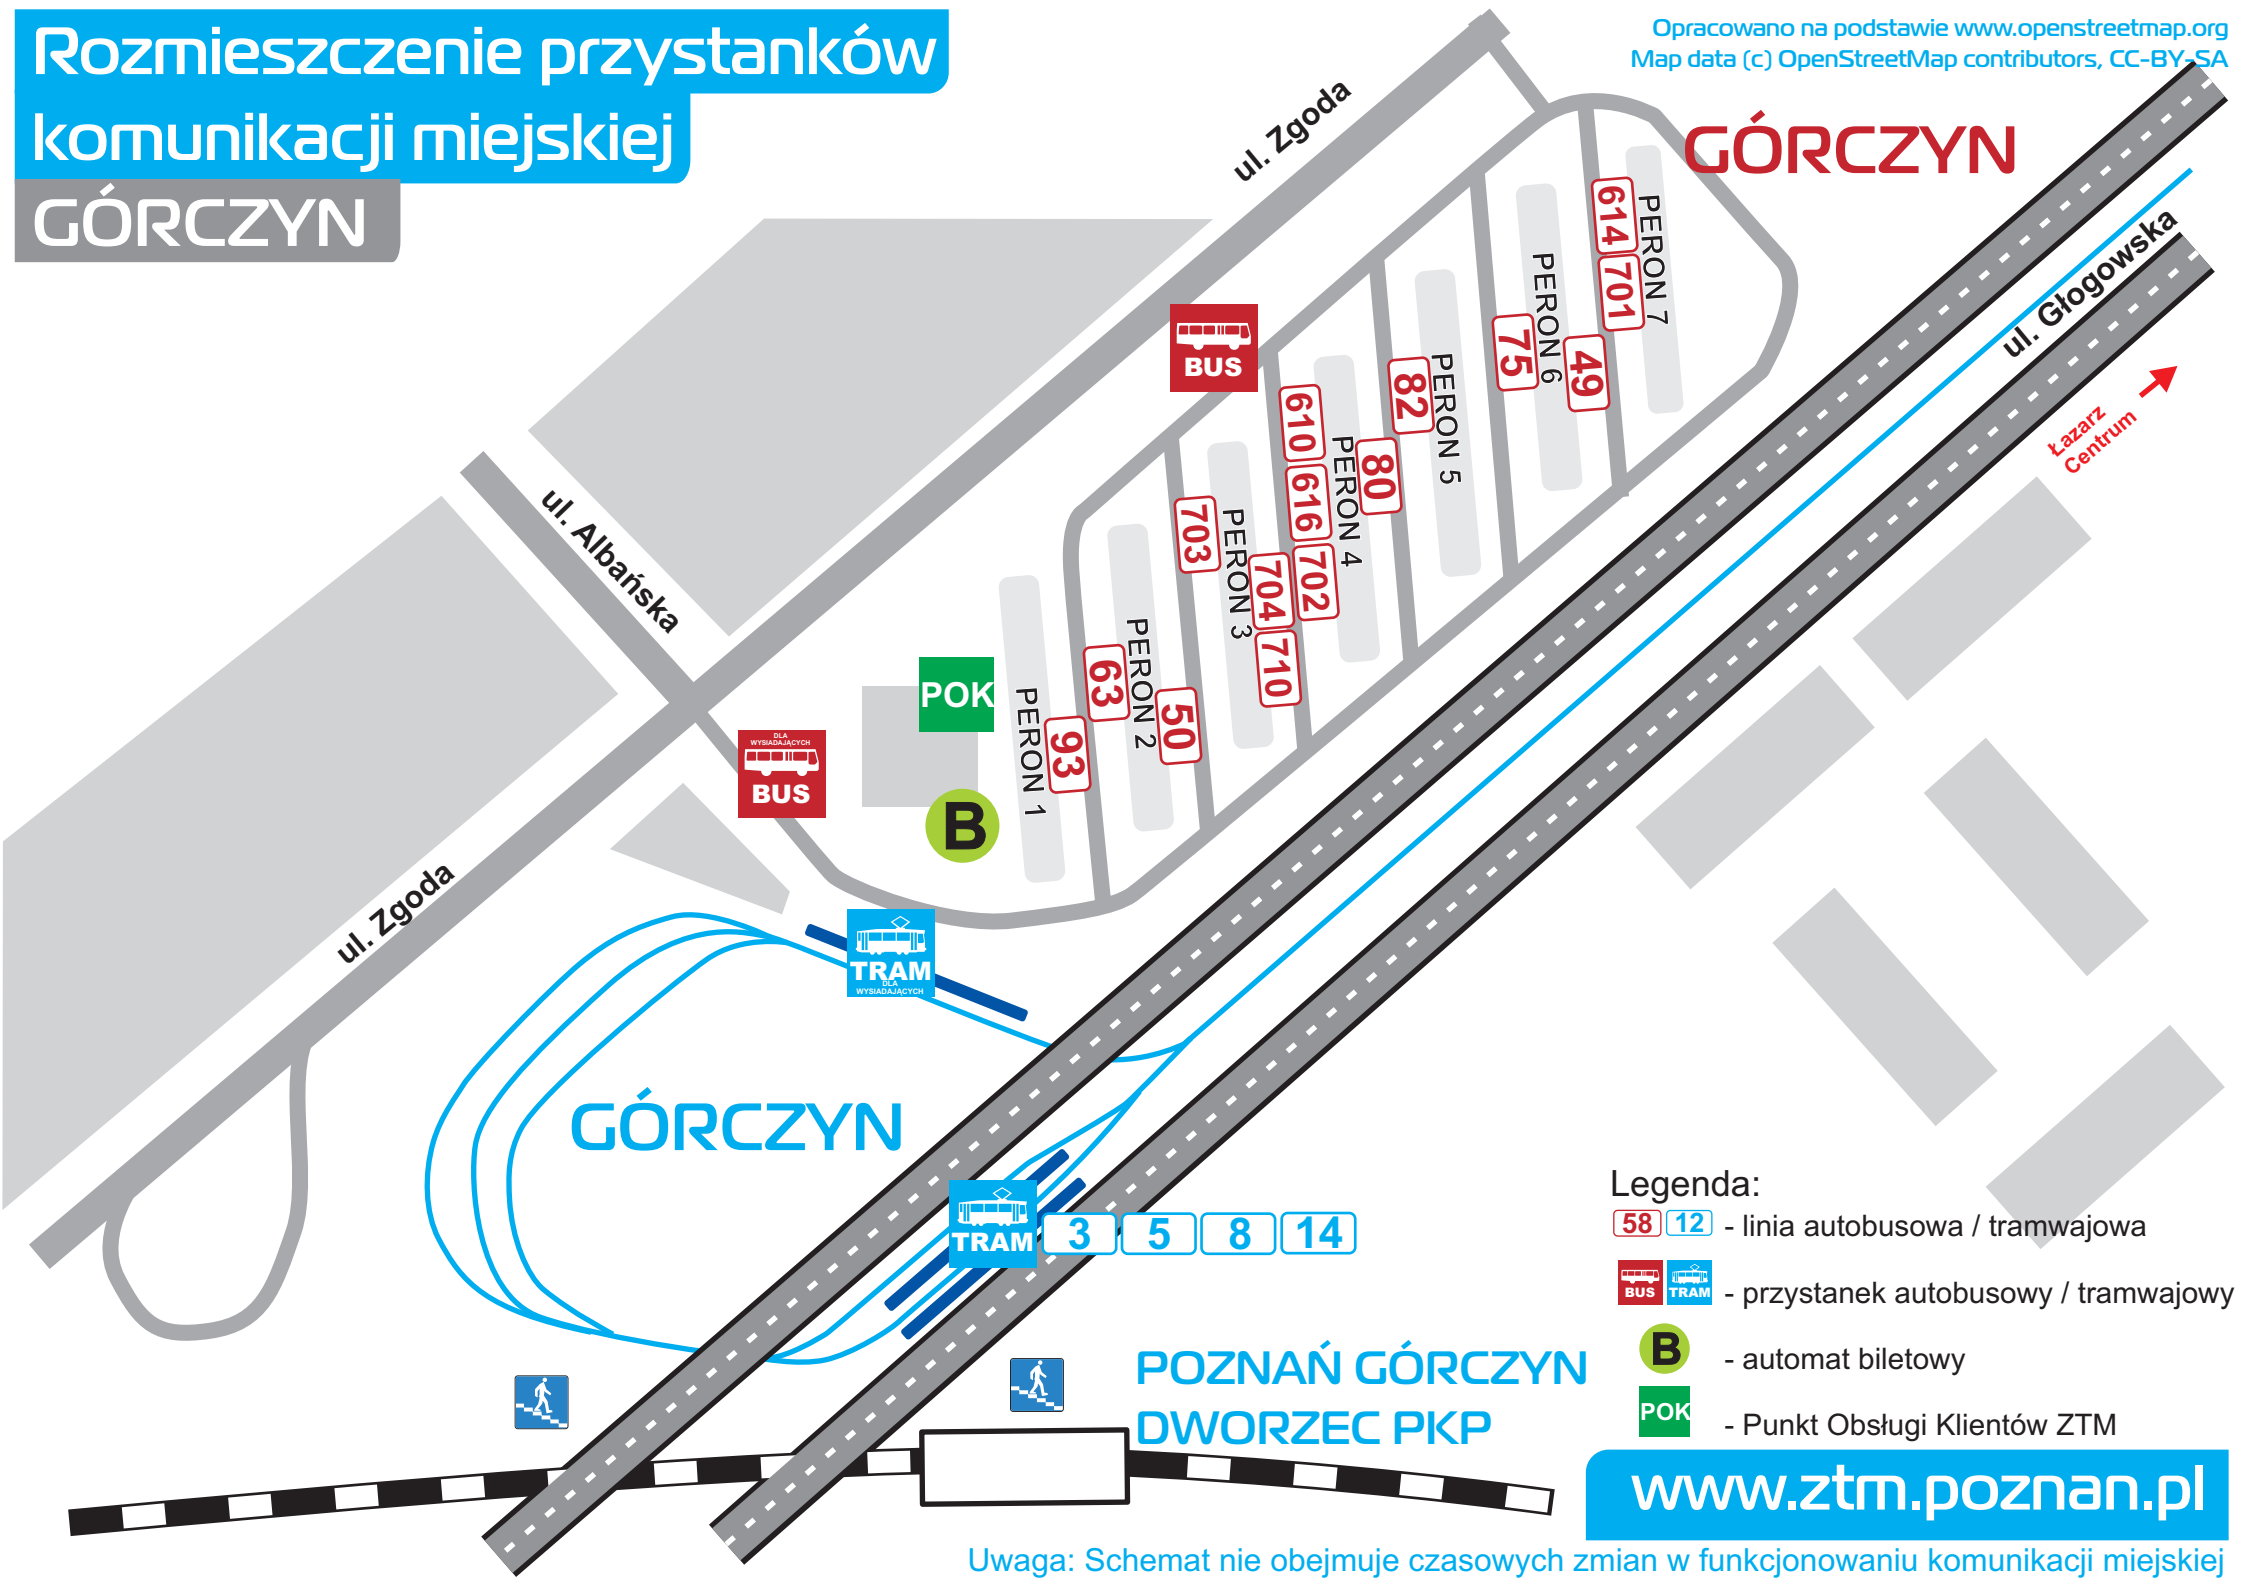 Rozmieszczenie przystanków
komunikacji miejskiej
GÓRCZYN
Opracowano na podstawie www.openstreetmap.org
Map data (c) OpenStreetMap contributors, CC-BY-SA
ul. Zgoda
GÓRCZYN
614
701
PERON 7
ul. Głogowska
Łazarz
Centrum
75
PERON 6
49
BUS
82
PERON 5
610
616
702
PERON 4
80
703
PERON 3
704
710
ul. Albańska
63
PERON 2
50
POK
PERON 1
93
DLA
WYSIADAJĄCYCH
BUS
B
ul. Zgoda
TRAM
DLA
WYSIADAJĄCYCH
GÓRCZYN
TRAM
3
5
8
14
POZNAŃ GÓRCZYN
DWORZEC PKP
Legenda:
58 12 - linia autobusowa / tramwajowa
BUS TRAM - przystanek autobusowy / tramwajowy
B - automat biletowy
POK - Punkt Obsługi Klientów ZTM
www.ztm.poznan.pl
Uwaga: Schemat nie obejmuje czasowych zmian w funkcjonowaniu komunikacji miejskiej